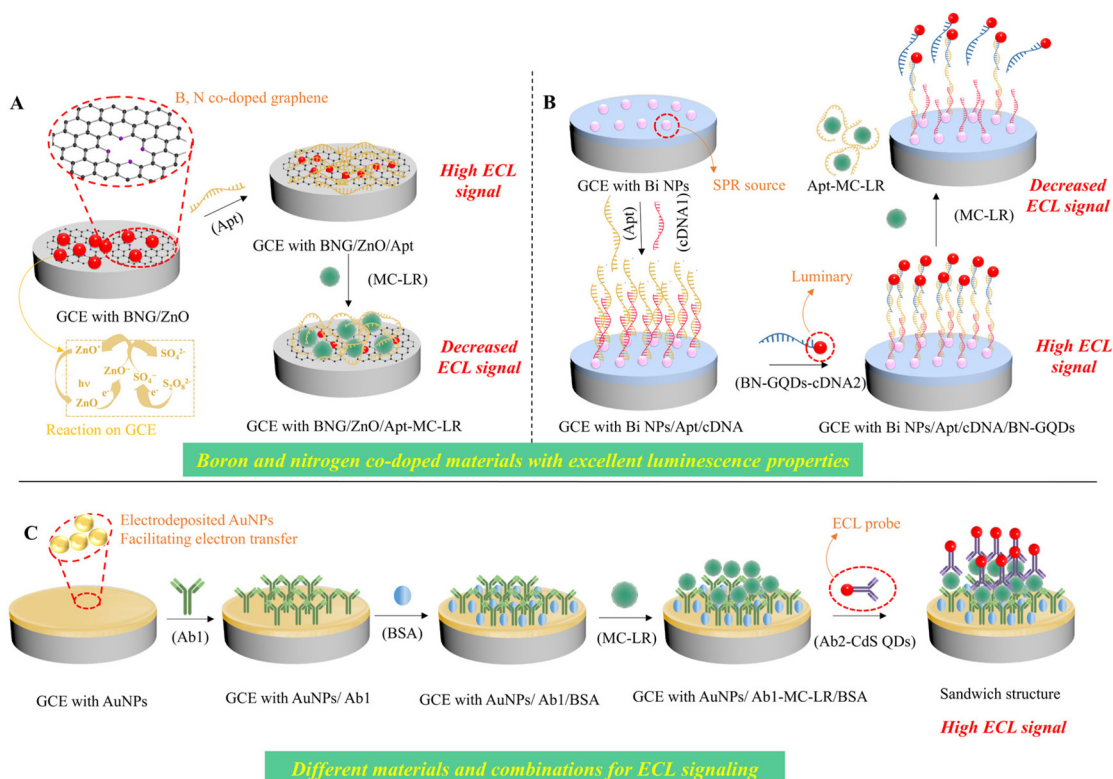 A
B, N co-doped graphene
(Apt)
High ECL
signal
GCE with BNG/ZnO/Apt
(MC-LR)
GCE with BNG/ZnO
Decreased
ECL signal
ZnO*
SO₄²⁻
ZnO•⁻
SO₄•⁻
hν
e⁻
e⁻
S₂O₈²⁻
ZnO
Reaction on GCE
GCE with BNG/ZnO/Apt-MC-LR
B
GCE with Bi NPs
SPR source
(Apt)
(cDNA1)
Apt-MC-LR
Decreased
ECL signal
(MC-LR)
Luminary
(BN-GQDs-cDNA2)
High ECL
signal
GCE with Bi NPs/Apt/cDNA
GCE with Bi NPs/Apt/cDNA/BN-GQDs
Boron and nitrogen co-doped materials with excellent luminescence properties
C
Electrodeposited AuNPs
Facilitating electron transfer
ECL probe
(Ab1)
(BSA)
(MC-LR)
(Ab2-CdS QDs)
GCE with AuNPs
GCE with AuNPs/ Ab1
GCE with AuNPs/ Ab1/BSA
GCE with AuNPs/ Ab1-MC-LR/BSA
Sandwich structure
High ECL signal
Different materials and combinations for ECL signaling